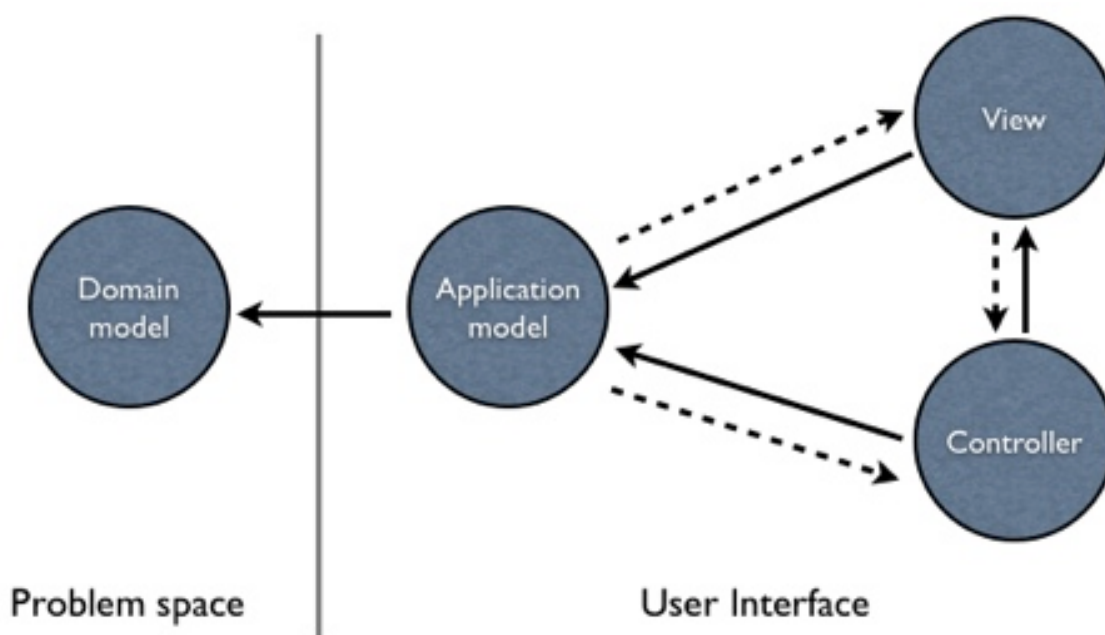 View
Domain
model
Application
model
Controller
Problem space
User Interface